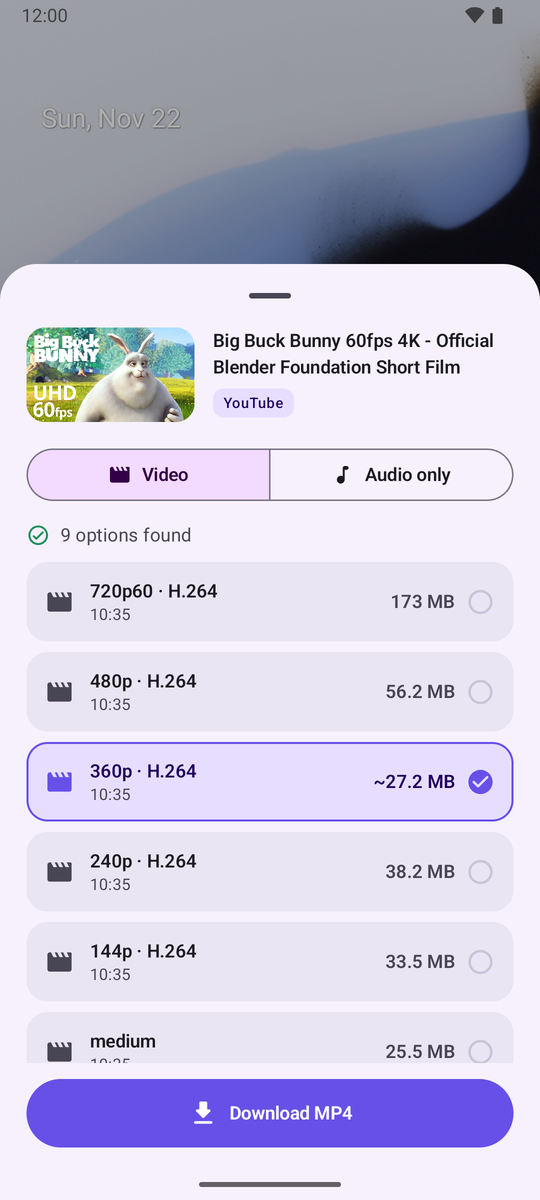 12:00
Sun, Nov 22
Big Buck
BUNNY
UHD
60fps
Big Buck Bunny 60fps 4K - Official
Blender Foundation Short Film
YouTube
Video
Audio only
9 options found
720p60 · H.264
173 MB
10:35
480p · H.264
56.2 MB
10:35
360p · H.264
~27.2 MB
10:35
240p · H.264
38.2 MB
10:35
144p · H.264
33.5 MB
10:35
medium
25.5 MB
10:35
Download MP4